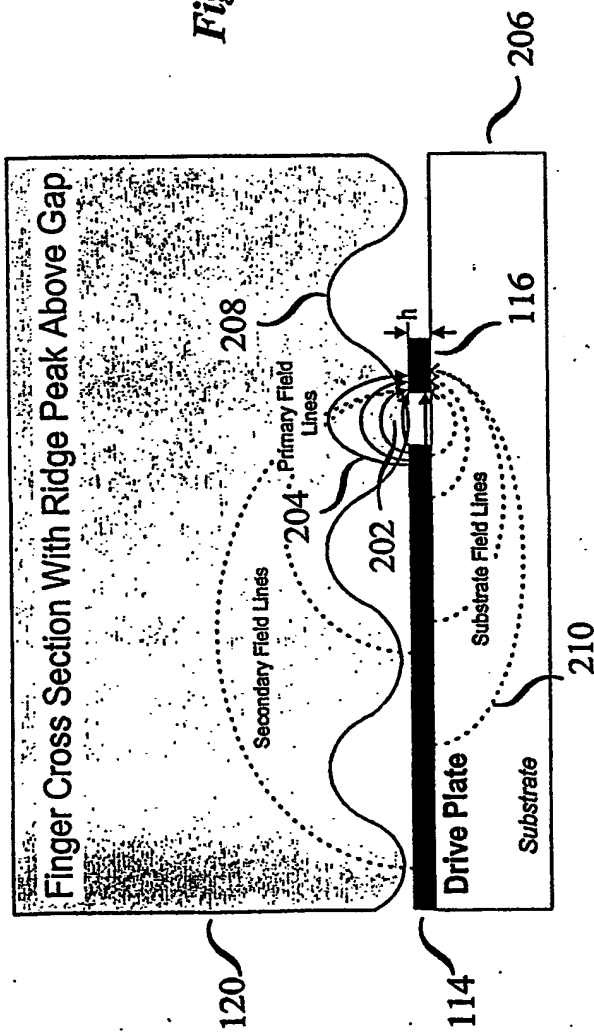 Fig
Finger Cross Section With Ridge Peak Above Gap
120
208
Primary Field
Lines
204
Secondary Field Lines
202
h
114
Drive Plate
Substrate Field Lines
116
206
Substrate
210